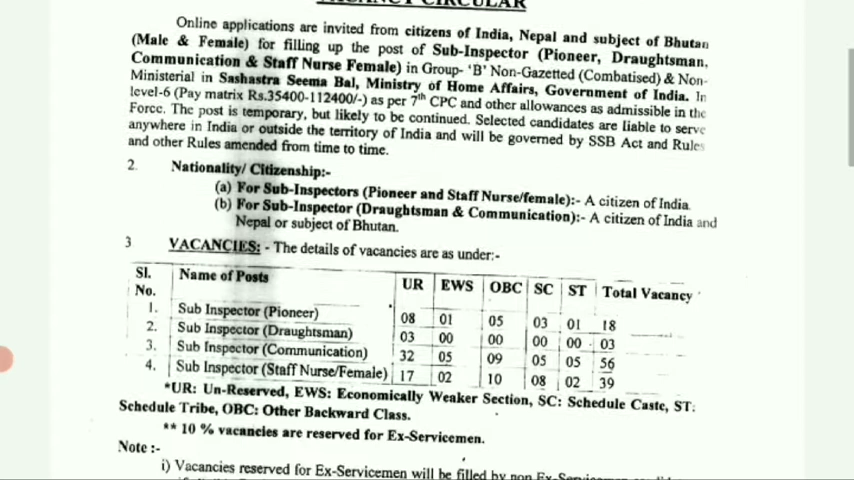 VACANCY CIRCULAR
Online applications are invited from citizens of India, Nepal and subject of Bhutan
(Male & Female) for filling up the post of Sub-Inspector (Pioneer, Draughtsman,
Communication & Staff Nurse Female) in Group- 'B' Non-Gazetted (Combatised) & Non-
Ministerial in Sashastra Seema Bal, Ministry of Home Affairs, Government of India. In
level-6 (Pay matrix Rs.35400-112400/-) as per 7th CPC and other allowances as admissible in the
Force. The post is temporary, but likely to be continued. Selected candidates are liable to serve
anywhere in India or outside the territory of India and will be governed by SSB Act and Rules
and other Rules amended from time to time.
2. Nationality/ Citizenship:-
(a) For Sub-Inspectors (Pioneer and Staff Nurse/female):- A citizen of India.
(b) For Sub-Inspector (Draughtsman & Communication):- A citizen of India and
Nepal or subject of Bhutan.
3 VACANCIES: - The details of vacancies are as under:-
Sl. No. Name of Posts UR EWS OBC SC ST Total Vacancy
1. Sub Inspector (Pioneer) 08 01 05 03 01 18
2. Sub Inspector (Draughtsman) 03 00 00 00 00 03
3. Sub Inspector (Communication) 32 05 09 05 05 56
4. Sub Inspector (Staff Nurse/Female) 17 02 10 08 02 39
*UR: Un-Reserved, EWS: Economically Weaker Section, SC: Schedule Caste, ST:
Schedule Tribe, OBC: Other Backward Class.
** 10 % vacancies are reserved for Ex-Servicemen.
Note :-
i) Vacancies reserved for Ex-Servicemen will be filled by non